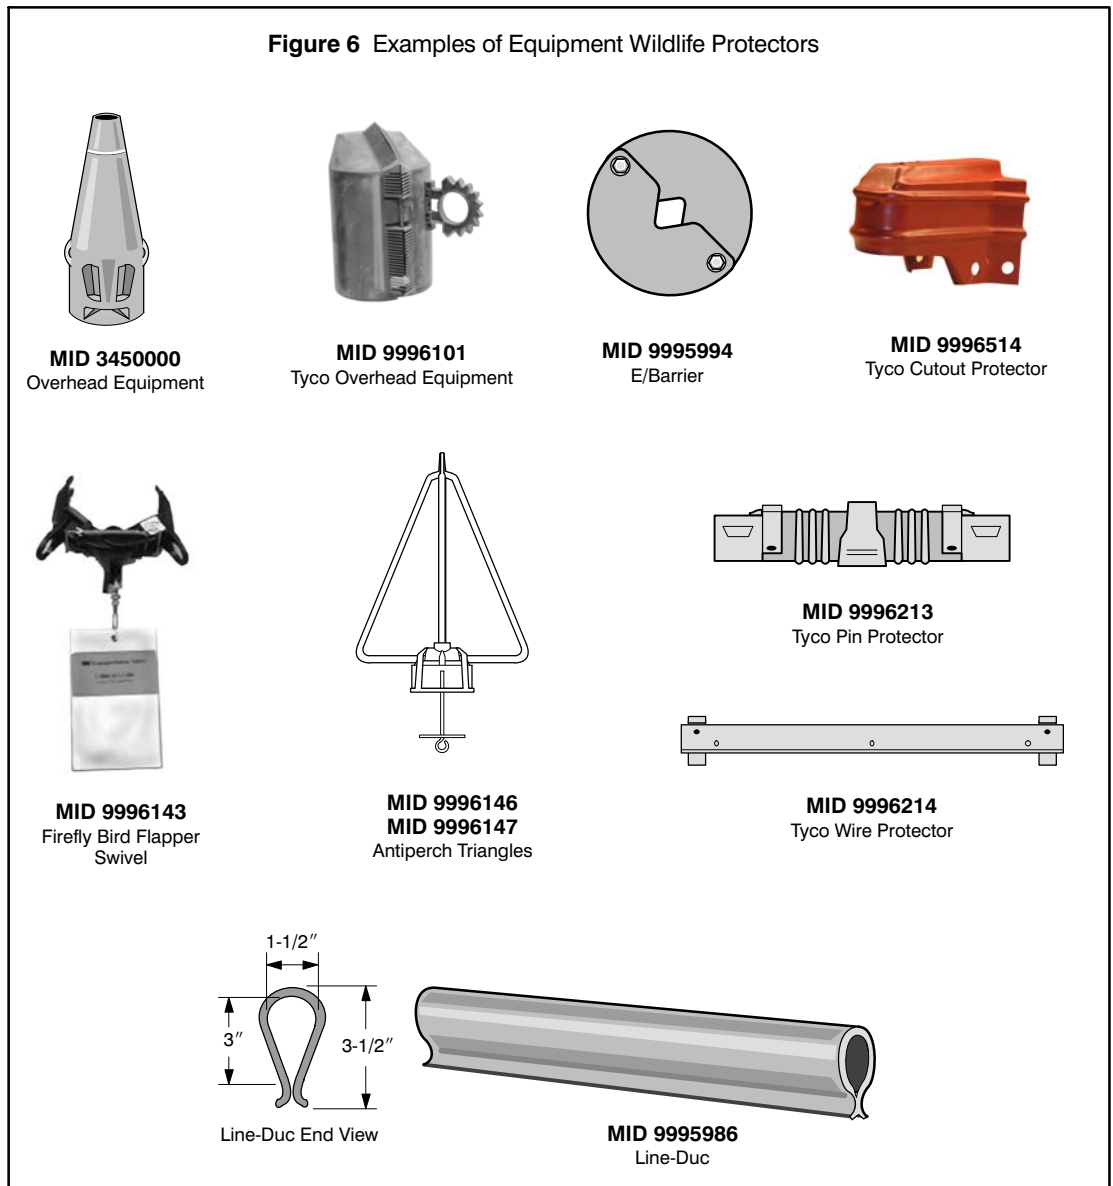 Figure 6 Examples of Equipment Wildlife Protectors
MID 3450000
Overhead Equipment
MID 9996101
Tyco Overhead Equipment
MID 9995994
E/Barrier
MID 9996514
Tyco Cutout Protector
MID 9996143
Firefly Bird Flapper
Swivel
MID 9996146
MID 9996147
Antiperch Triangles
MID 9996213
Tyco Pin Protector
MID 9996214
Tyco Wire Protector
1-1/2″
3″
3-1/2″
Line-Duc End View
MID 9995986
Line-Duc